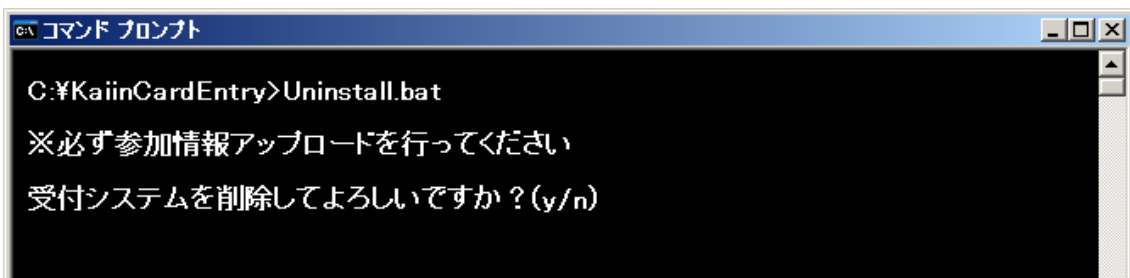 コマンド プロンプト
C:¥KaiinCardEntry>Uninstall.bat
※必ず参加情報アップロードを行ってください
受付システムを削除してよろしいですか？(y/n)